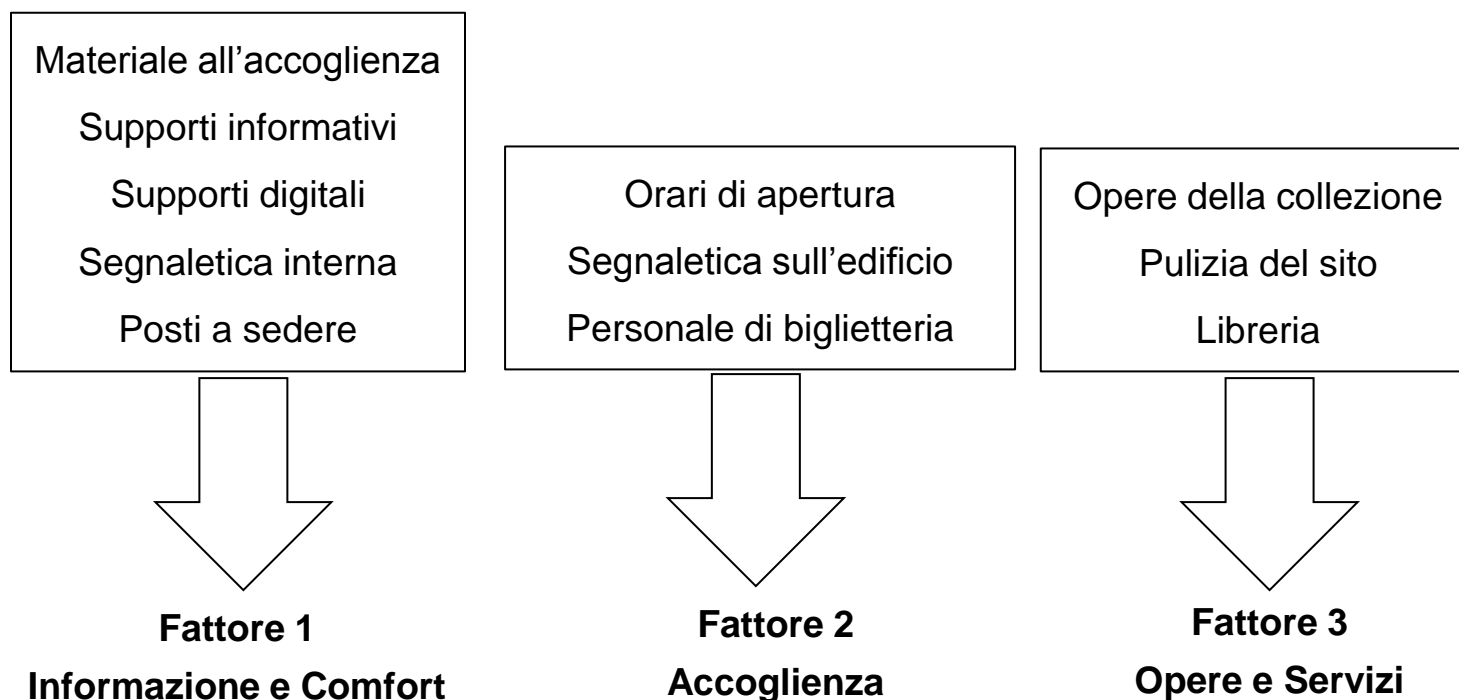 Materiale all’accoglienza
Supporti informativi
Supporti digitali
Segnaletica interna
Posti a sedere
Orari di apertura
Segnaletica sull’edificio
Personale di biglietteria
Opere della collezione
Pulizia del sito
Libreria
Fattore 1
Informazione e Comfort
Fattore 2
Accoglienza
Fattore 3
Opere e Servizi